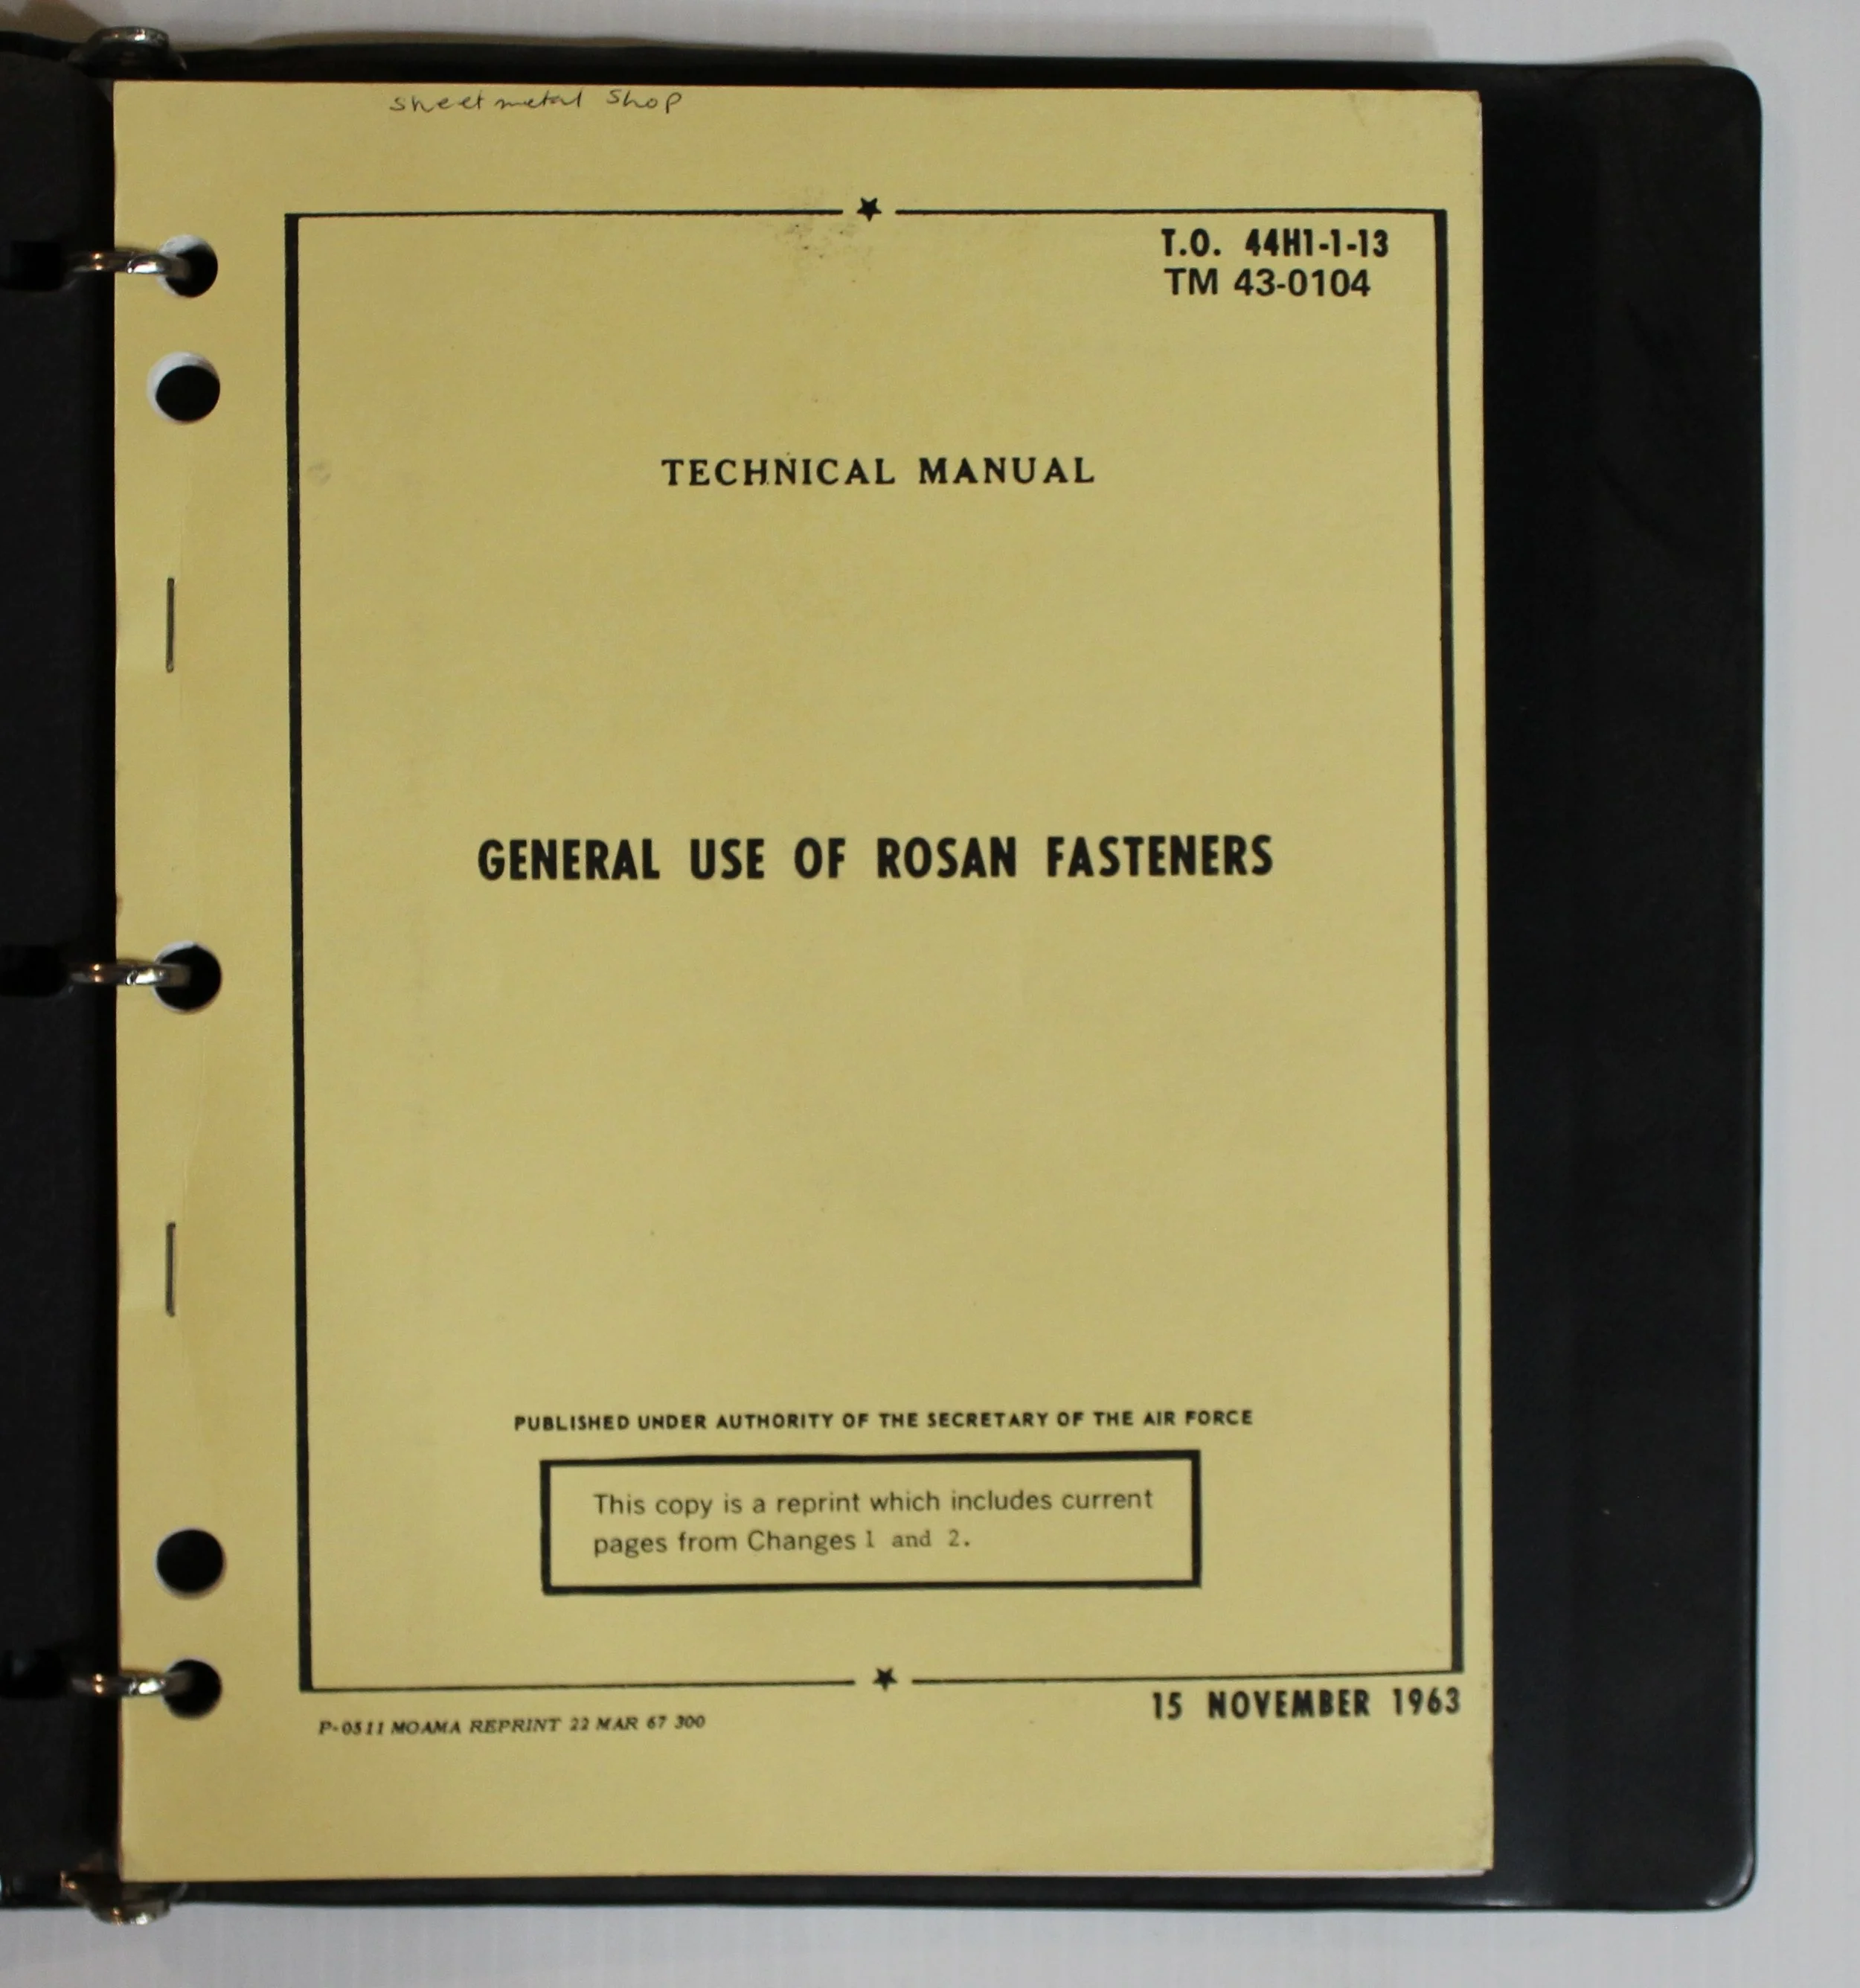 sheetmetal Shop
T.O. 44H1-1-13
TM 43-0104
TECHNICAL MANUAL
GENERAL USE OF ROSAN FASTENERS
PUBLISHED UNDER AUTHORITY OF THE SECRETARY OF THE AIR FORCE
This copy is a reprint which includes current
pages from Changes 1 and 2.
15 NOVEMBER 1963
P-0511 MOAMA REPRINT 22 MAR 67 300